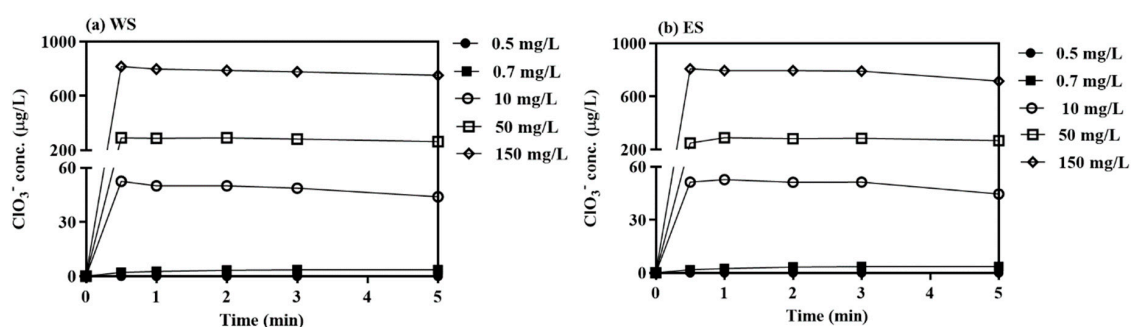 (a) WS
1000
600
200
60
30
0
ClO₃⁻ conc. (µg/L)
0 1 2 3 4 5
Time (min)
0.5 mg/L
0.7 mg/L
10 mg/L
50 mg/L
150 mg/L
(b) ES
1000
600
200
60
30
0
ClO₃⁻ conc. (µg/L)
0 1 2 3 4 5
Time (min)
0.5 mg/L
0.7 mg/L
10 mg/L
50 mg/L
150 mg/L